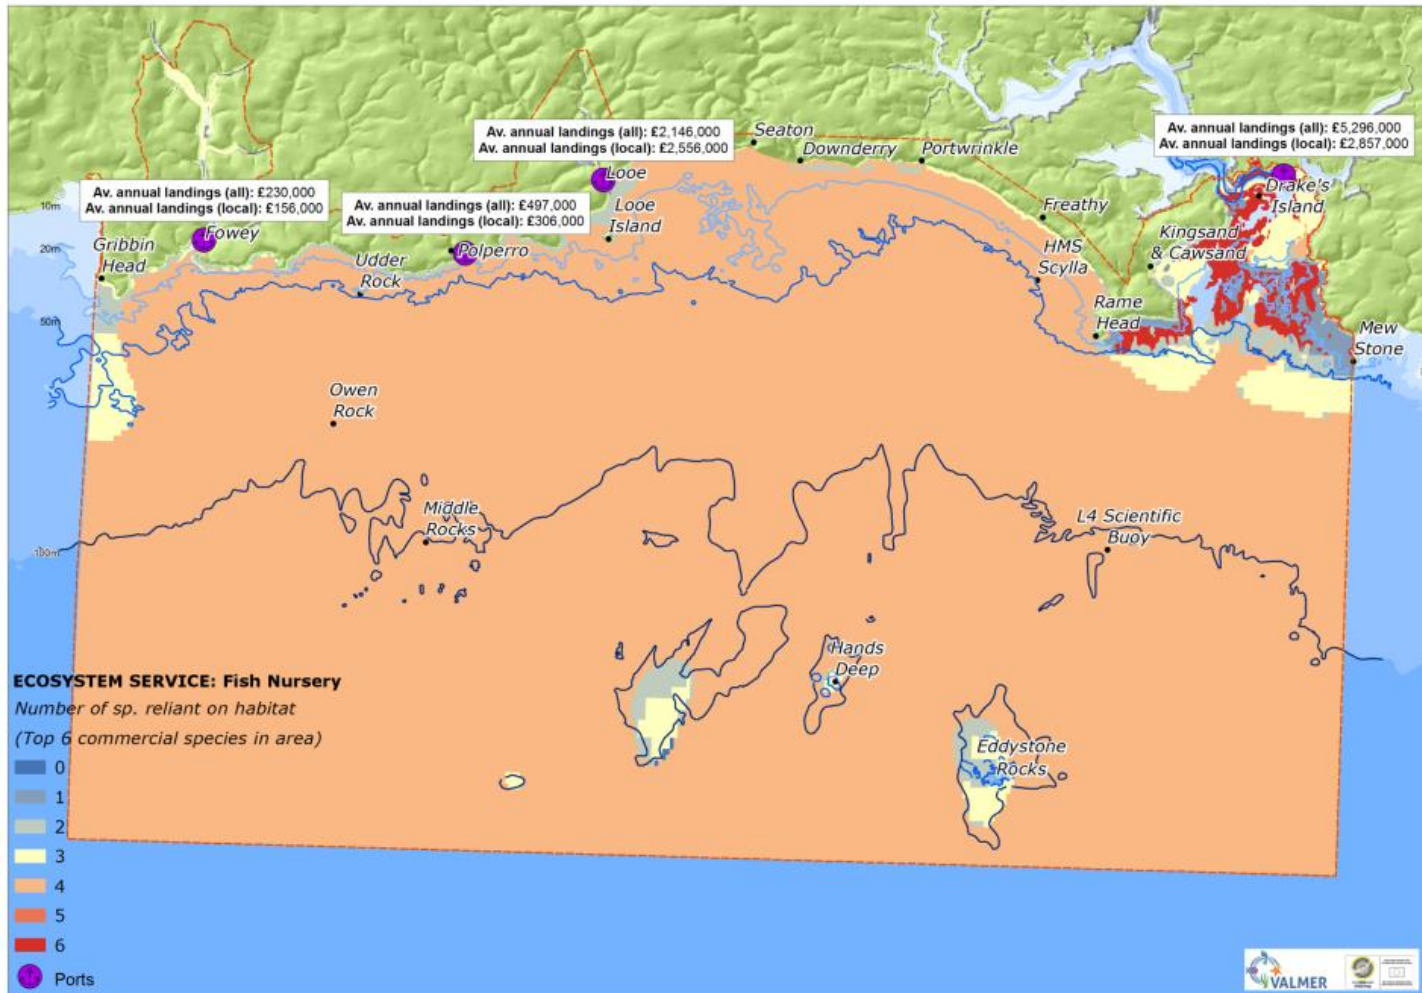 Av. annual landings (all): £2,146,000
Av. annual landings (local): £2,556,000
Seaton
Downderry
Portwrinkle
Av. annual landings (all): £5,296,000
Av. annual landings (local): £2,857,000
Av. annual landings (all): £230,000
Av. annual landings (local): £156,000
Av. annual landings (all): £497,000
Av. annual landings (local): £306,000
Looe
Looe
Island
Drake's
Island
10m
20m
50m
100m
Fowey
Gribbin
Head
Udder
Rock
Polperro
Freathy
HMS
Scylla
Kingsand
& Cawsand
Rame
Head
Mew
Stone
Owen
Rock
Middle
Rocks
L4 Scientific
Buoy
Hands
Deep
Eddystone
Rocks
ECOSYSTEM SERVICE: Fish Nursery
Number of sp. reliant on habitat
(Top 6 commercial species in area)
0
1
2
3
4
5
6
Ports
VALMER